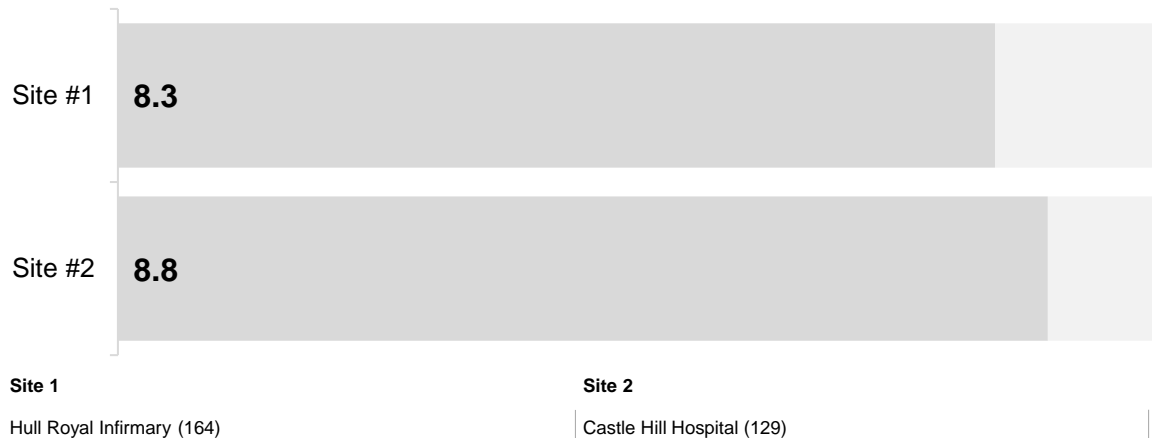 Site #1 8.3
Site #2 8.8
Site 1 Site 2
Hull Royal Infirmary (164) Castle Hill Hospital (129)